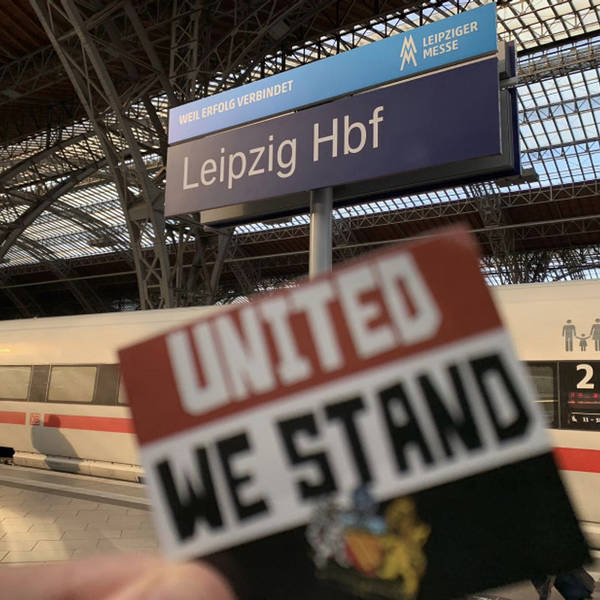 LEIPZIGER
MESSE
WEIL ERFOLG VERBINDET
Leipzig Hbf
UNITED
WE STAND
2